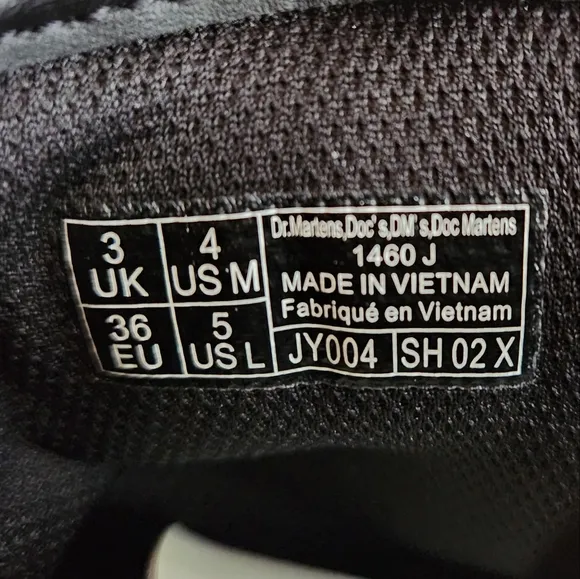 3
UK
4
US M
36
EU
5
US L
Dr.Martens,Doc's,DM's,Doc Martens
1460 J
MADE IN VIETNAM
Fabriqué en Vietnam
JY004
SH 02 X